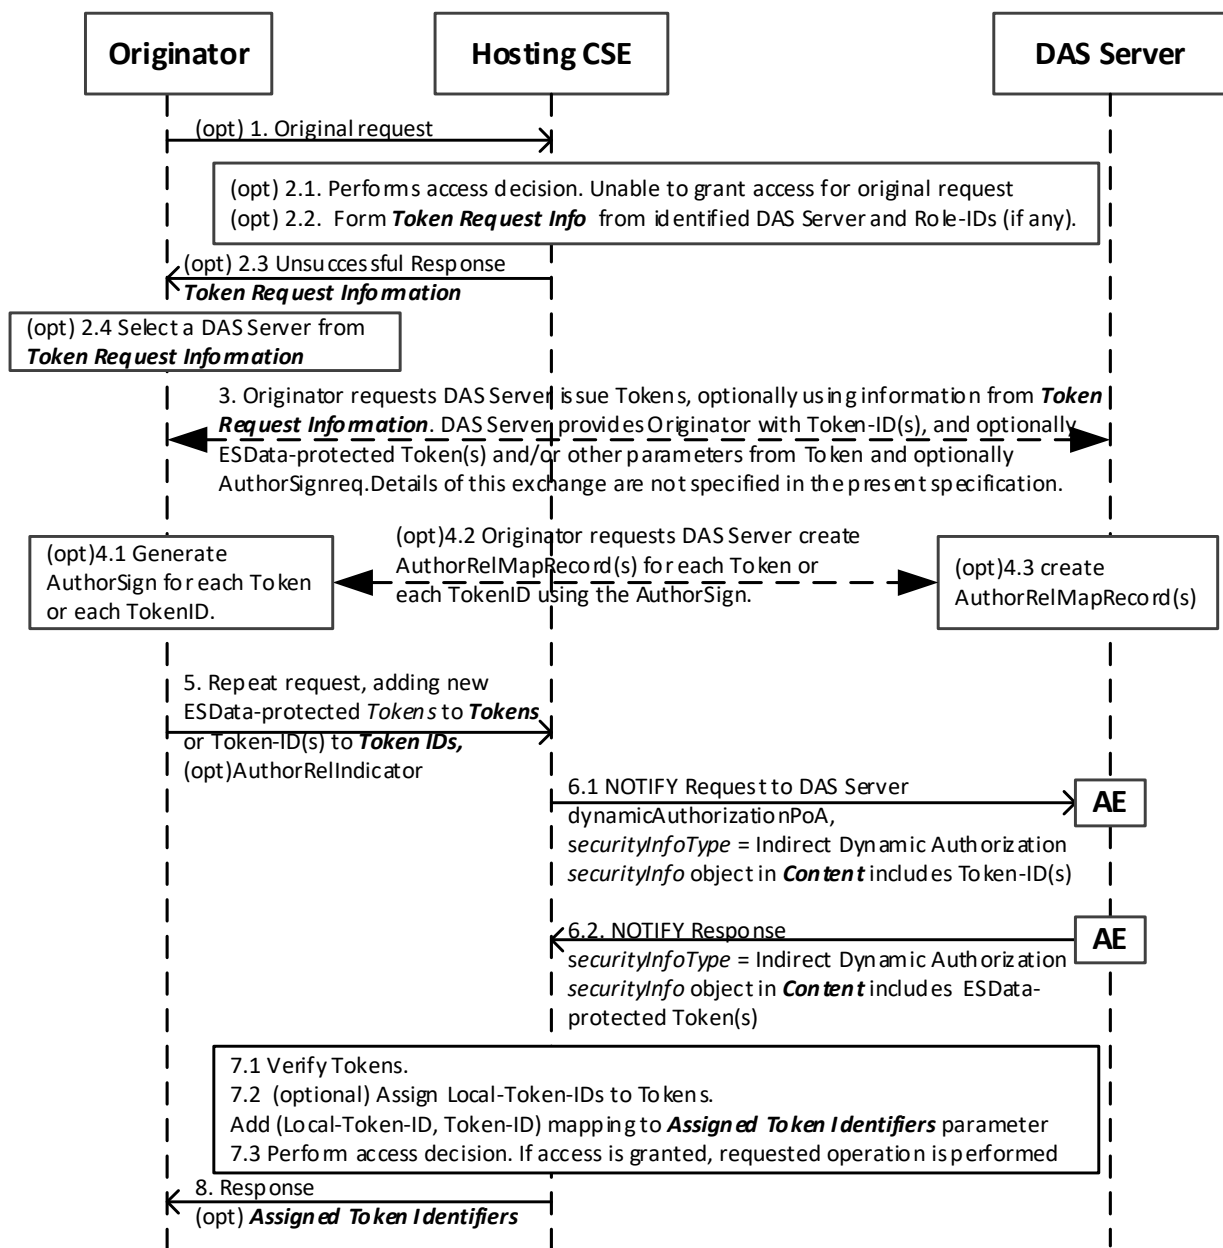 Originator
Hosting CSE
DAS Server
(opt) 1. Original request
(opt) 2.1. Performs access decision. Unable to grant access for original request
(opt) 2.2. Form Token Request Info from identified DAS Server and Role-IDs (if any).
(opt) 2.3 Unsuccessful Response
Token Request Information
(opt) 2.4 Select a DAS Server from
Token Request Information
3. Originator requests DAS Server issue Tokens, optionally using information from Token
Request Information. DAS Server provides Originator with Token-ID(s), and optionally
ESData-protected Token(s) and/or other parameters from Token and optionally
AuthorSignreq.Details of this exchange are not specified in the present specification.
(opt)4.1 Generate
AuthorSign for each Token
or each TokenID.
(opt)4.2 Originator requests DAS Server create
AuthorRelMapRecord(s) for each Token or
each TokenID using the AuthorSign.
(opt)4.3 create
AuthorRelMapRecord(s)
5. Repeat request, adding new
ESData-protected Tokens to Tokens
or Token-ID(s) to Token IDs,
(opt)AuthorRelIndicator
6.1 NOTIFY Request to DAS Server
dynamicAuthorizationPoA,
securityInfoType = Indirect Dynamic Authorization
securityInfo object in Content includes Token-ID(s)
AE
6.2. NOTIFY Response
securityInfoType = Indirect Dynamic Authorization
securityInfo object in Content includes ESData-
protected Token(s)
AE
7.1 Verify Tokens.
7.2 (optional) Assign Local-Token-IDs to Tokens.
Add (Local-Token-ID, Token-ID) mapping to Assigned Token Identifiers parameter
7.3 Perform access decision. If access is granted, requested operation is performed
8. Response
(opt) Assigned Token Identifiers